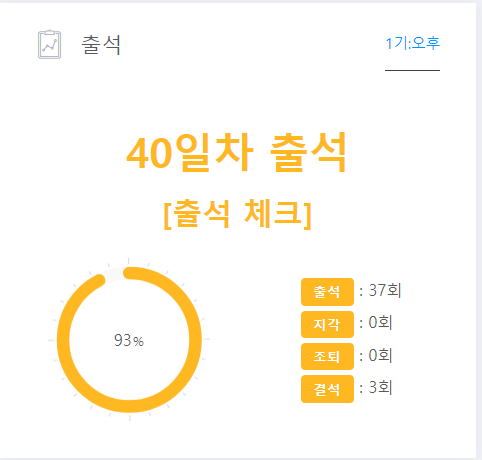 출석
1기:오후
40일차 출석
[출석 체크]
93%
출석 : 37회
지각 : 0회
조퇴 : 0회
결석 : 3회